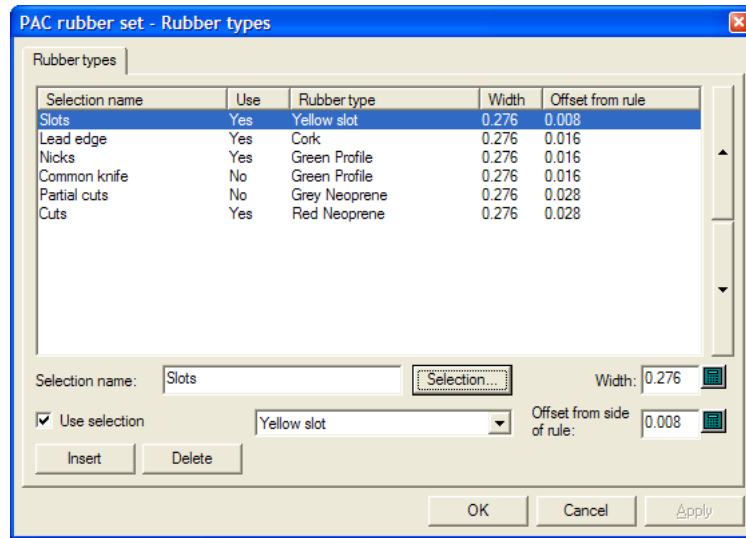 PAC rubber set - Rubber types
Rubber types
Selection name Use Rubber type Width Offset from rule
Slots Yes Yellow slot 0.276 0.008
Lead edge Yes Cork 0.276 0.016
Nicks Yes Green Profile 0.276 0.016
Common knife No Green Profile 0.276 0.016
Partial cuts No Grey Neoprene 0.276 0.028
Cuts Yes Red Neoprene 0.276 0.028
Selection name: Slots Selection... Width: 0.276
Use selection Yellow slot Offset from side
of rule: 0.008
Insert Delete
OK Cancel Apply